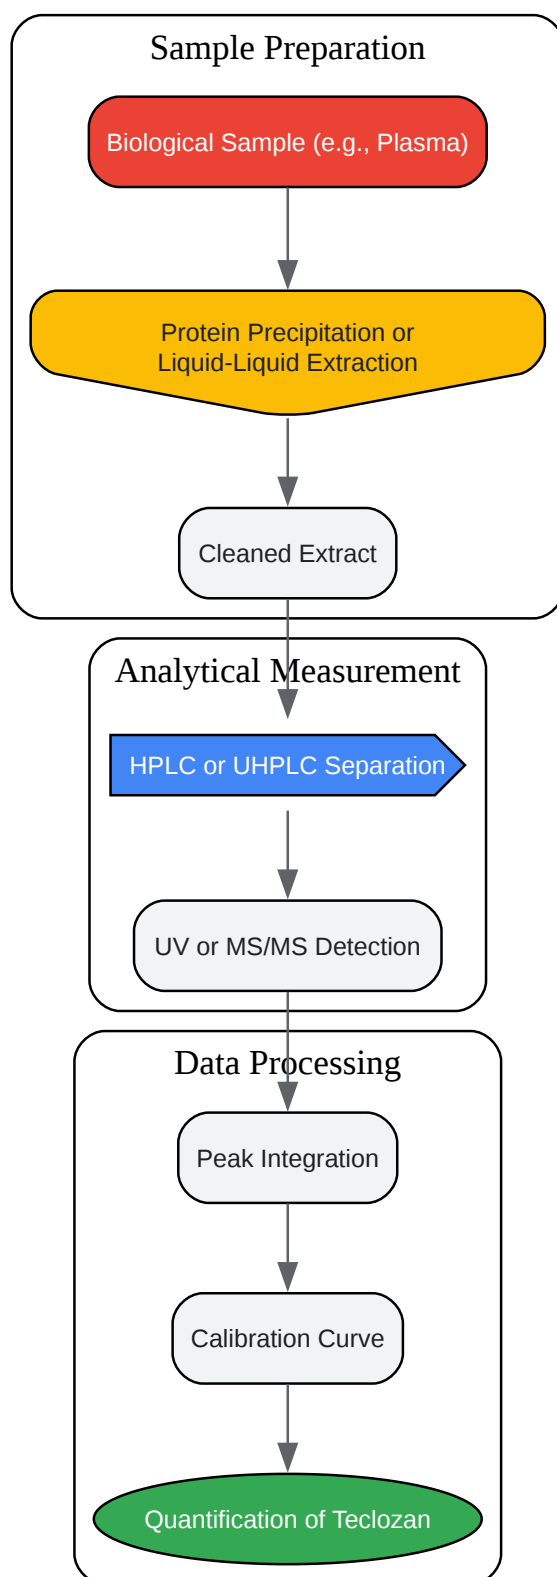 Sample Preparation
Biological Sample (e.g., Plasma)
Protein Precipitation or
Liquid-Liquid Extraction
Cleaned Extract
Analytical Measurement
HPLC or UHPLC Separation
UV or MS/MS Detection
Data Processing
Peak Integration
Calibration Curve
Quantification of Teclozan